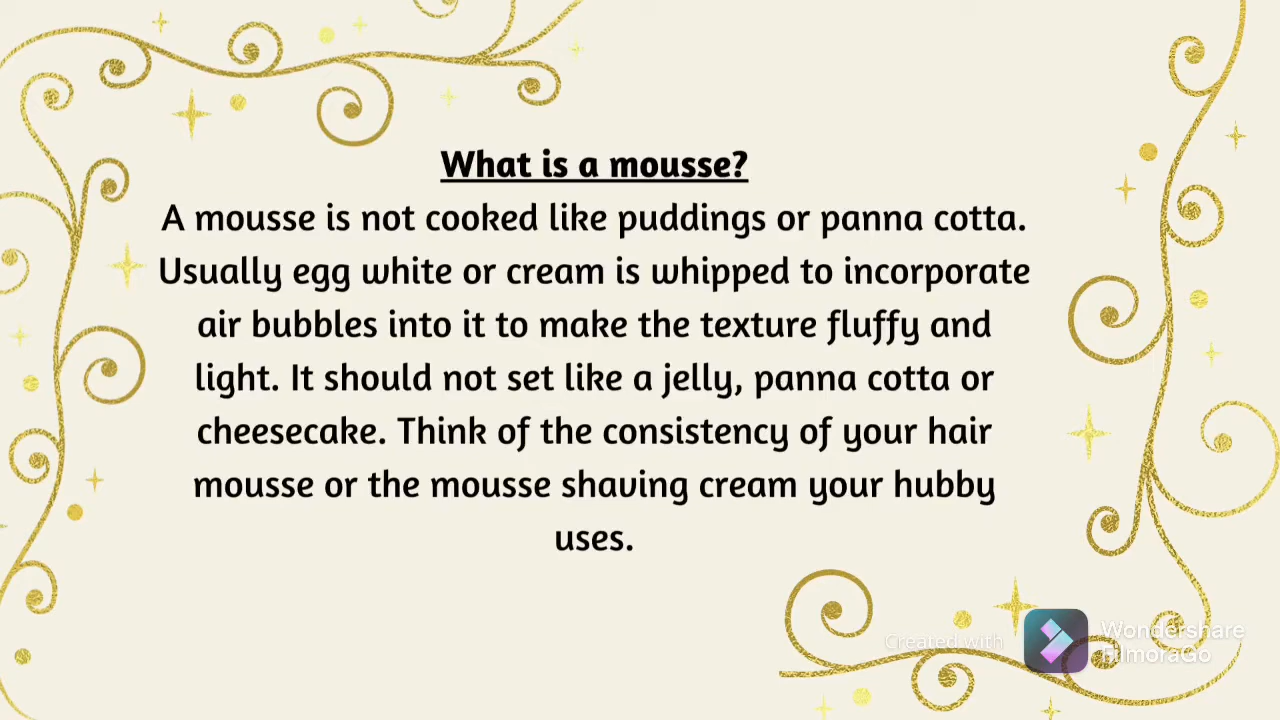 What is a mousse?
A mousse is not cooked like puddings or panna cotta.
Usually egg white or cream is whipped to incorporate
air bubbles into it to make the texture fluffy and
light. It should not set like a jelly, panna cotta or
cheesecake. Think of the consistency of your hair
mousse or the mousse shaving cream your hubby
uses.
Created with
Wondershare
FilmoraGo